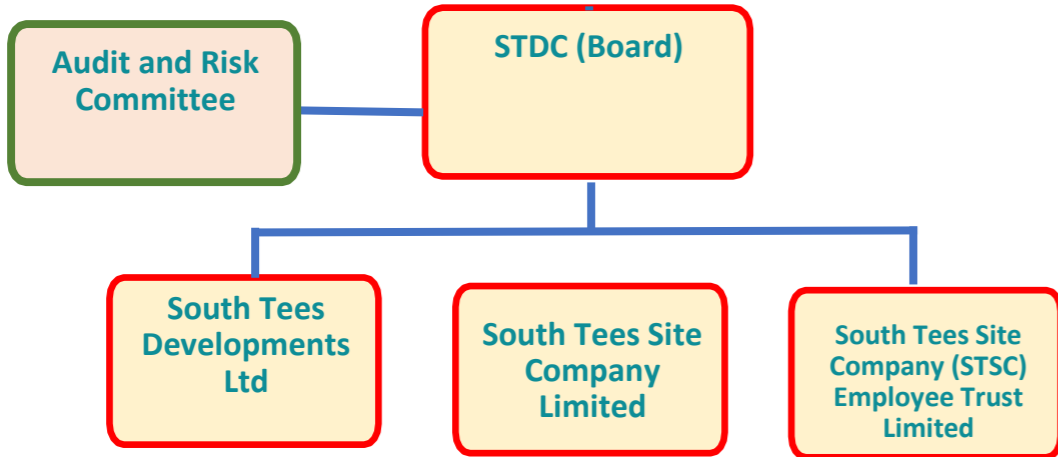 Audit and Risk
Committee
STDC (Board)
South Tees
Developments
Ltd
South Tees Site
Company
Limited
South Tees Site
Company (STSC)
Employee Trust
Limited